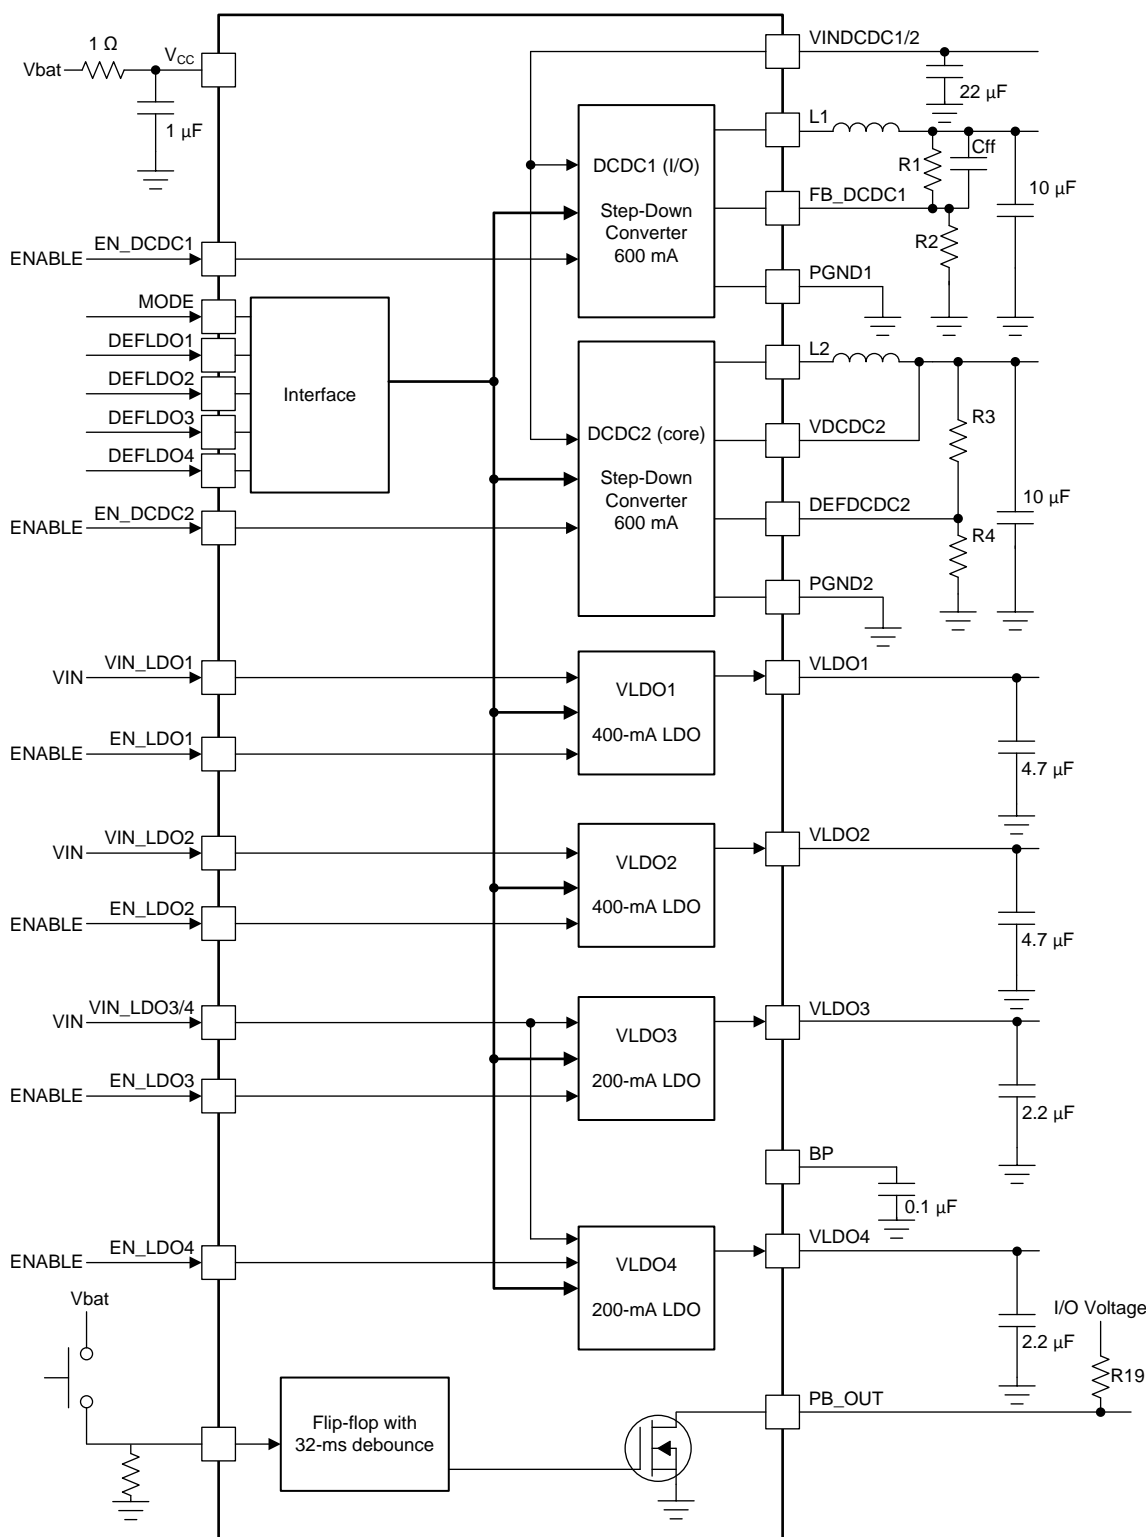 1 Ω
Vbat
VCC
1 µF
VINDCDC1/2
22 µF
L1
DCDC1 (I/O)
Step-Down
Converter
600 mA
R1
Cff
FB_DCDC1
10 µF
R2
PGND1
ENABLE
EN_DCDC1
MODE
DEFLDO1
DEFLDO2
DEFLDO3
DEFLDO4
Interface
L2
DCDC2 (core)
Step-Down
Converter
600 mA
VDCDC2
R3
DEFDCDC2
10 µF
R4
PGND2
ENABLE
EN_DCDC2
VIN
VIN_LDO1
VLDO1
400-mA LDO
VLDO1
ENABLE
EN_LDO1
4.7 µF
VIN
VIN_LDO2
VLDO2
400-mA LDO
VLDO2
ENABLE
EN_LDO2
4.7 µF
VIN
VIN_LDO3/4
VLDO3
200-mA LDO
VLDO3
ENABLE
EN_LDO3
2.2 µF
BP
0.1 µF
ENABLE
EN_LDO4
VLDO4
200-mA LDO
VLDO4
2.2 µF
I/O Voltage
R19
Vbat
Flip-flop with
32-ms debounce
PB_OUT